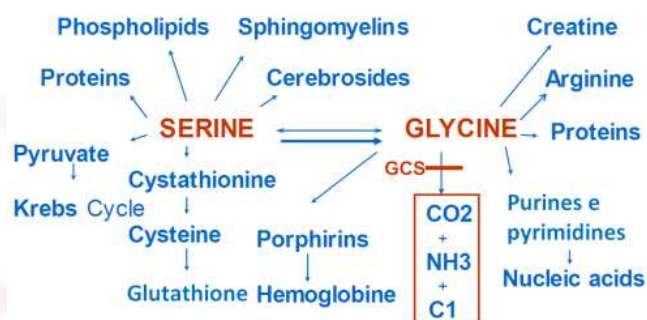 Phospholipids Sphingomyelins Creatine
Proteins Cerebrosides Arginine
SERINE GLYCINE Proteins
Pyruvate GCS
Cystathionine
Krebs Cycle CO2 Purines e
Cysteine Porphirins + pyrimidines
NH3
Glutathione Hemoglobine + Nucleic acids
C1